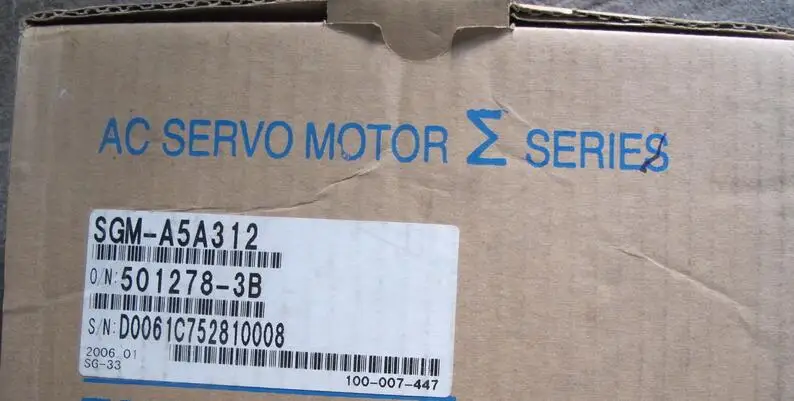 AC SERVO MOTOR Σ SERIES
SGM-A5A312
O/N:501278-3B
S/N:D0061C752810008
2006 01
SG-33
100-007-447